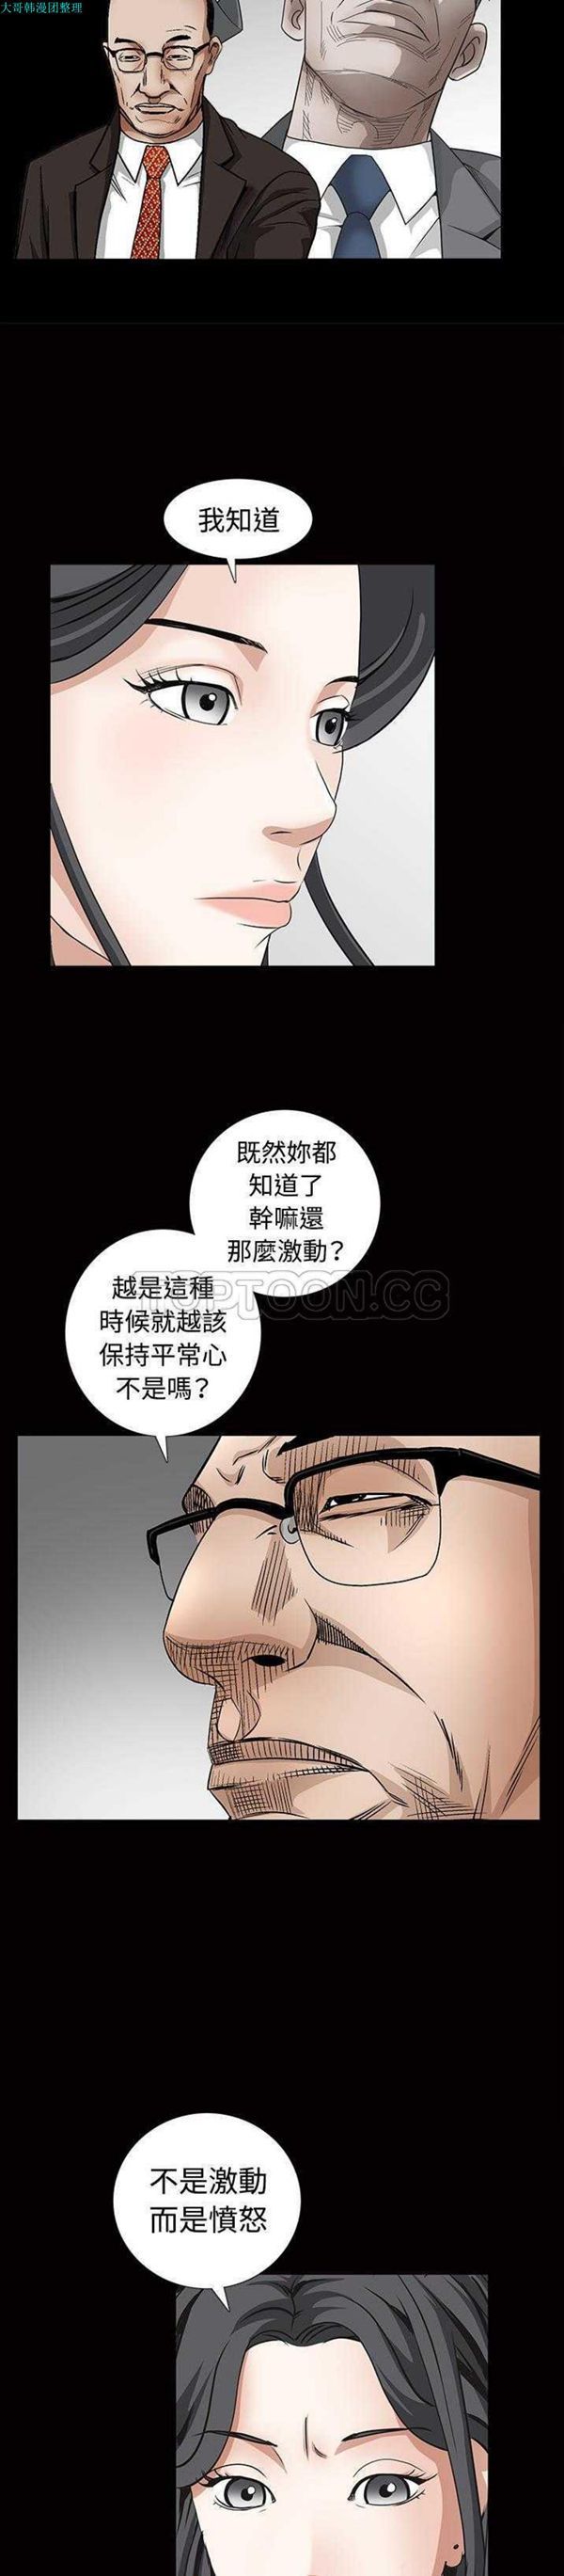 大哥韩漫团整理
我知道
既然妳都
知道了
幹嘛還
那麼激動？
越是這種
時候就越該
保持平常心
不是嗎？
TOPTOON.CC
不是激動
而是憤怒